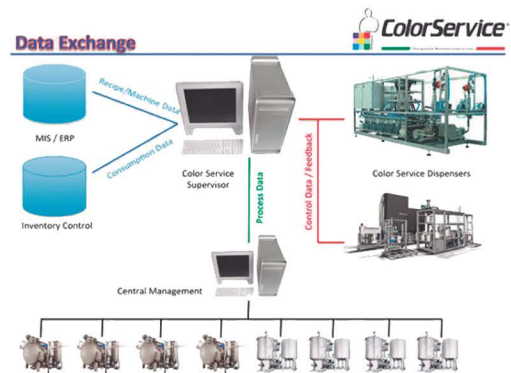 Data Exchange
ColorService
Recipe/Machine Data
MIS / ERP
Consumption Data
Inventory Control
Color Service
Supervisor
Process Data
Control Data / Feedback
Color Service Dispensers
Central Management